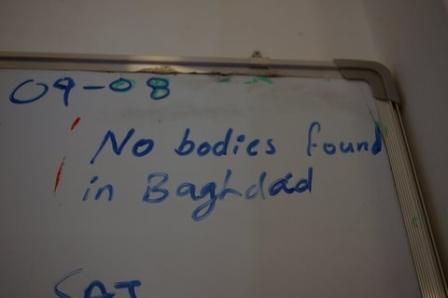 09-08
No bodies found
in Baghdad
SAT